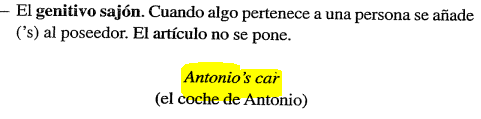 – El genitivo sajón. Cuando algo pertenece a una persona se añade
('s) al poseedor. El artículo no se pone.
Antonio's car
(el coche de Antonio)